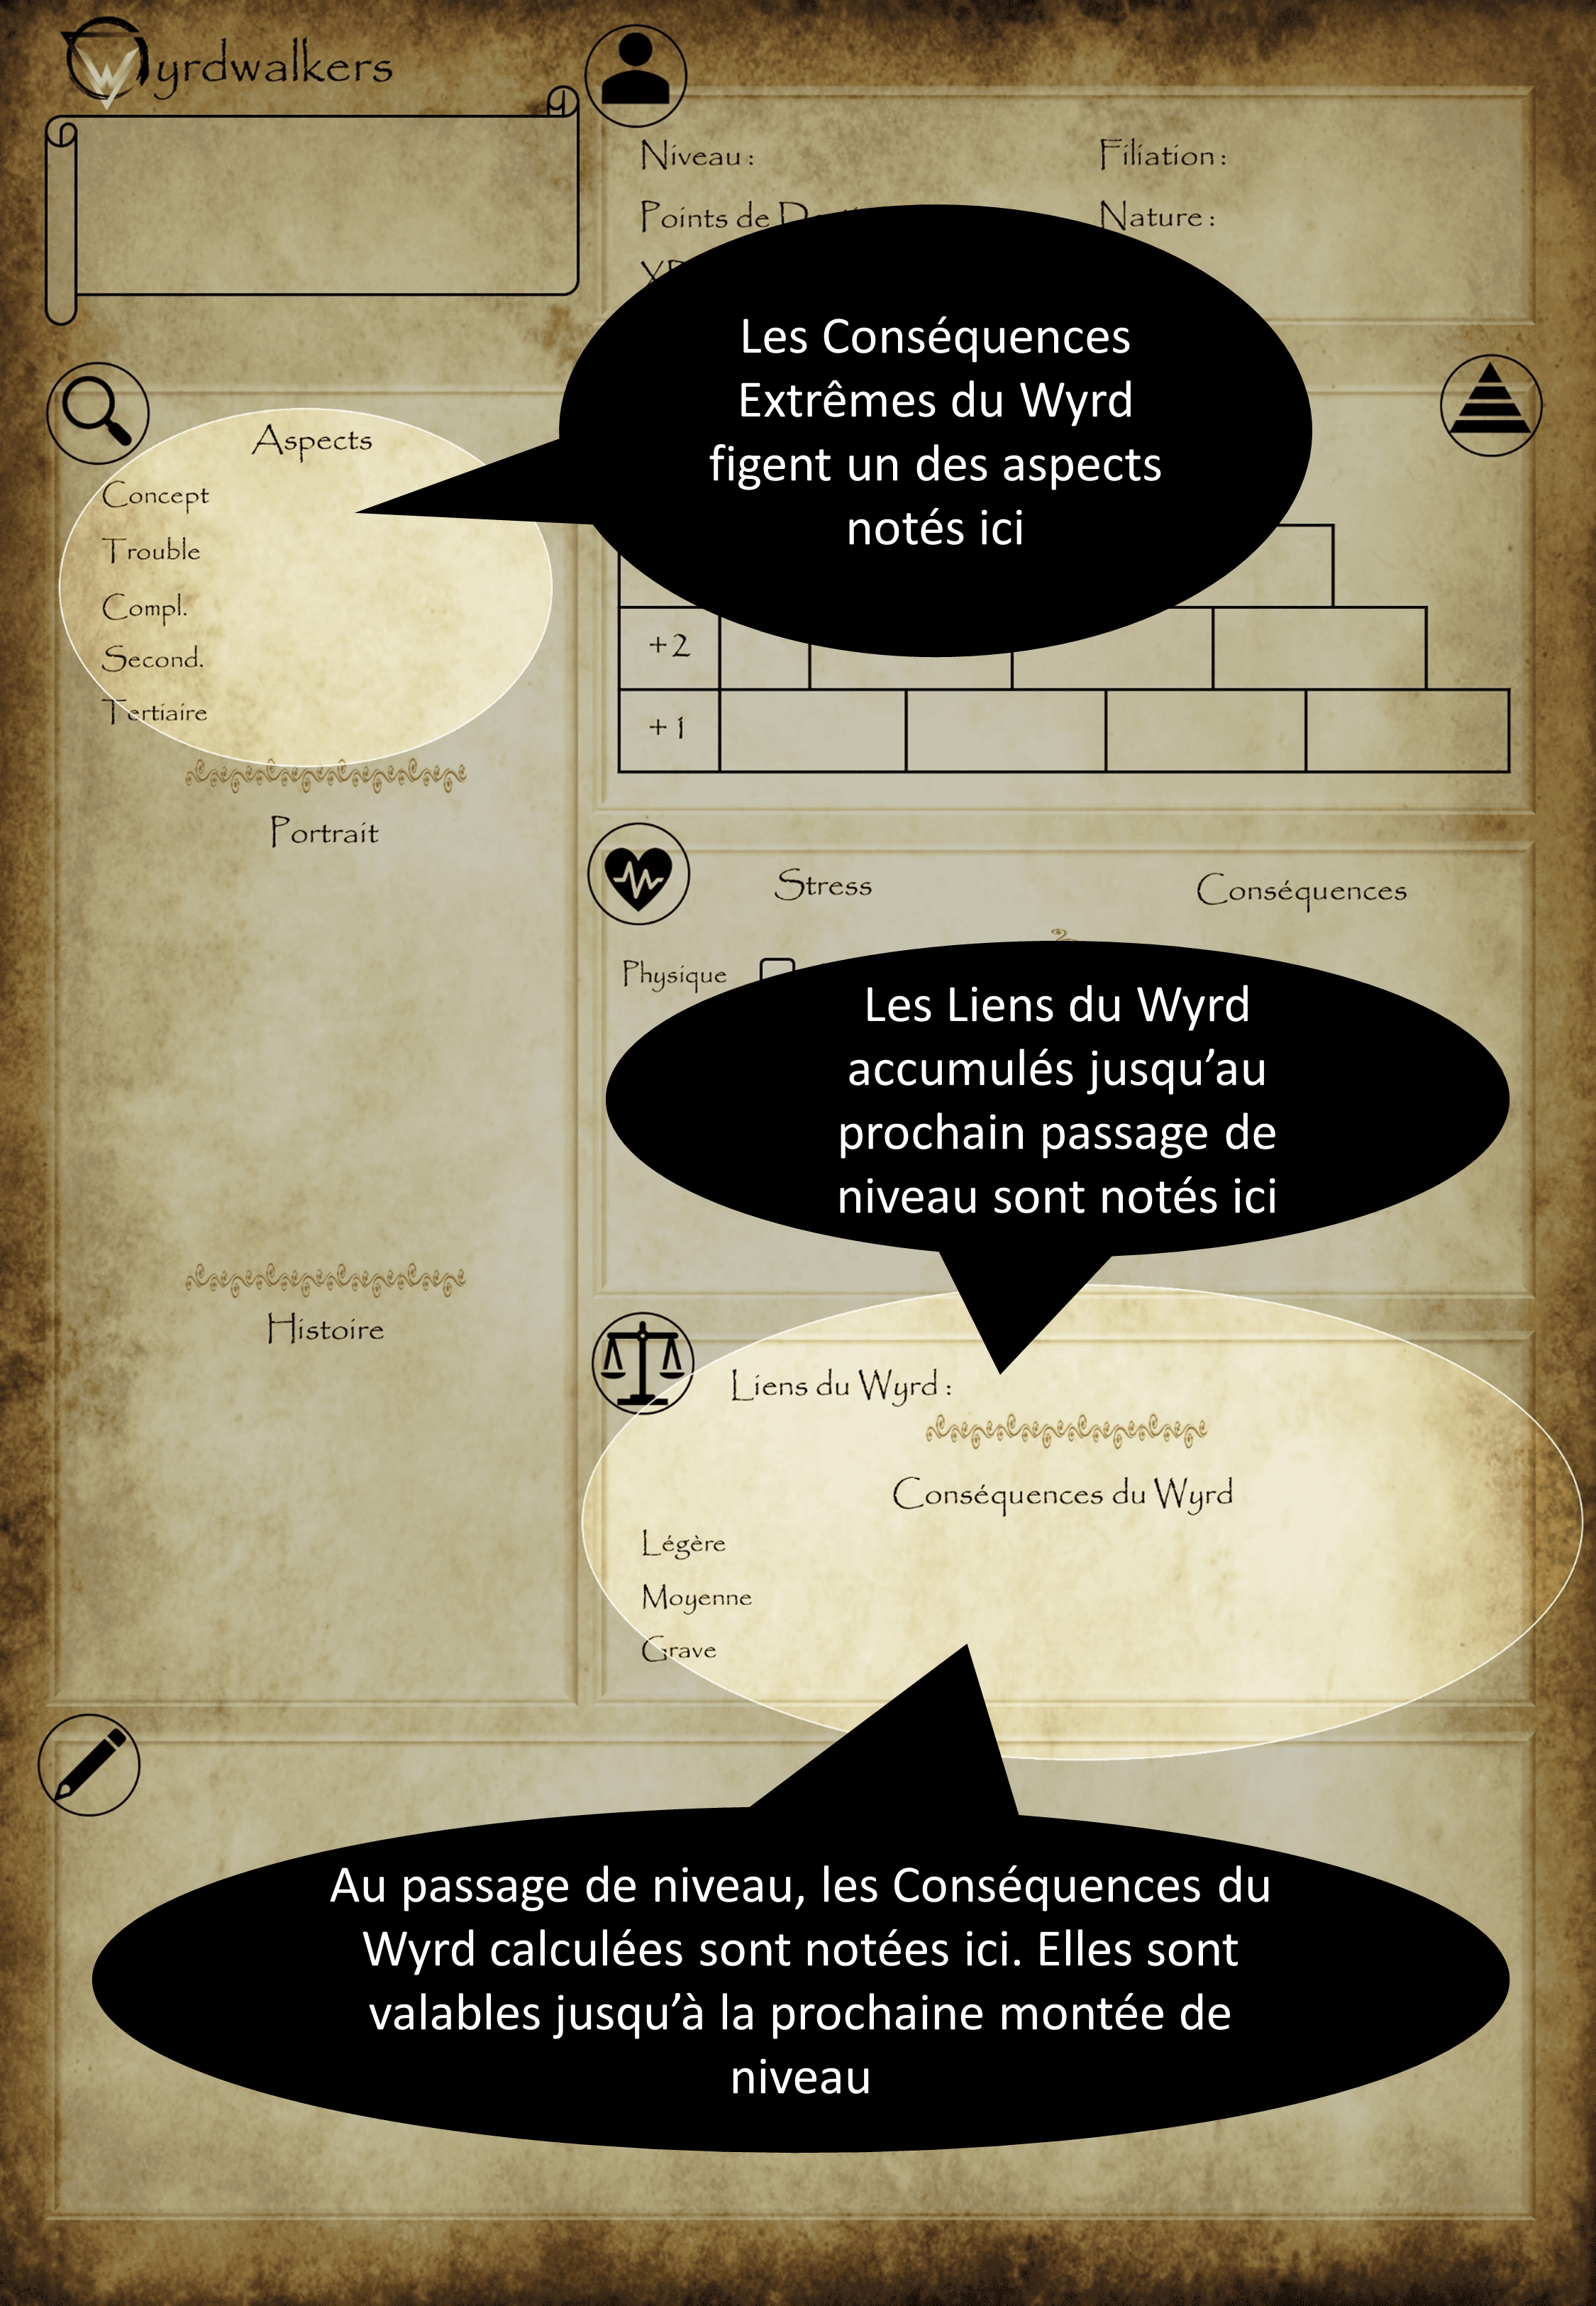 Wyrdwalkers
Niveau :
Filiation :
Points de
Nature :
Les Conséquences
Extrêmes du Wyrd
figent un des aspects
notés ici
Aspects
Concept
Trouble
Compl.
Second.
Tertiaire
+2
+1
Portrait
Stress
Conséquences
Physique
Les Liens du Wyrd
accumulés jusqu’au
prochain passage de
niveau sont notés ici
Histoire
Liens du Wyrd :
Conséquences du Wyrd
Légère
Moyenne
Grave
Au passage de niveau, les Conséquences du
Wyrd calculées sont notées ici. Elles sont
valables jusqu’à la prochaine montée de
niveau